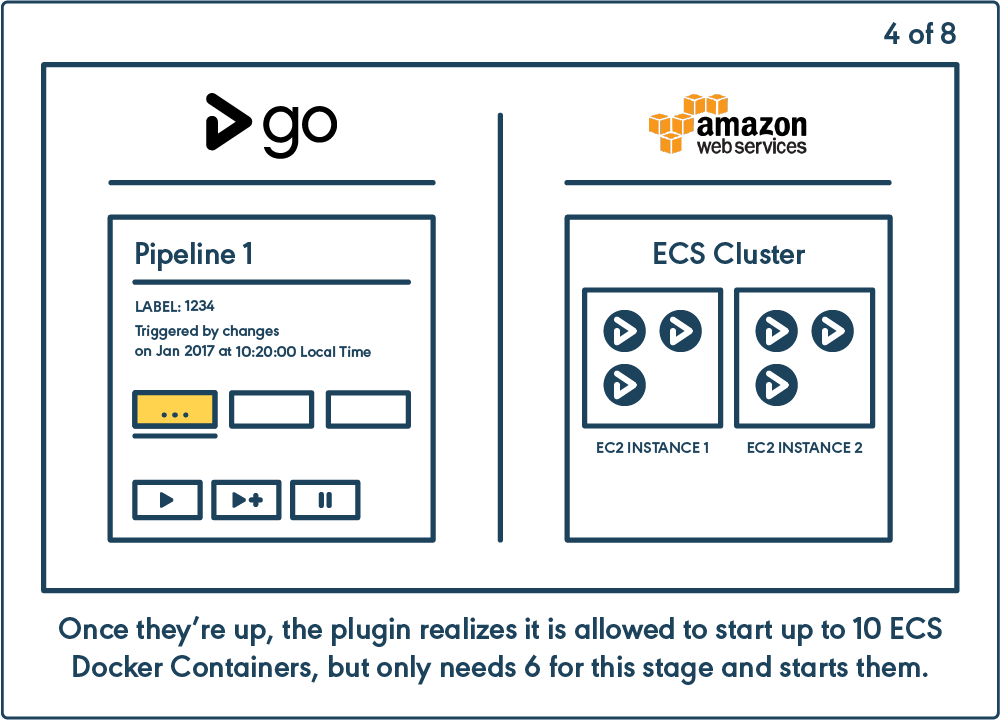 4 of 8
go
amazon
web services
Pipeline 1
LABEL: 1234
Triggered by changes
on Jan 2017 at 10:20:00 Local Time
...
ECS Cluster
EC2 INSTANCE 1
EC2 INSTANCE 2
Once they’re up, the plugin realizes it is allowed to start up to 10 ECS
Docker Containers, but only needs 6 for this stage and starts them.